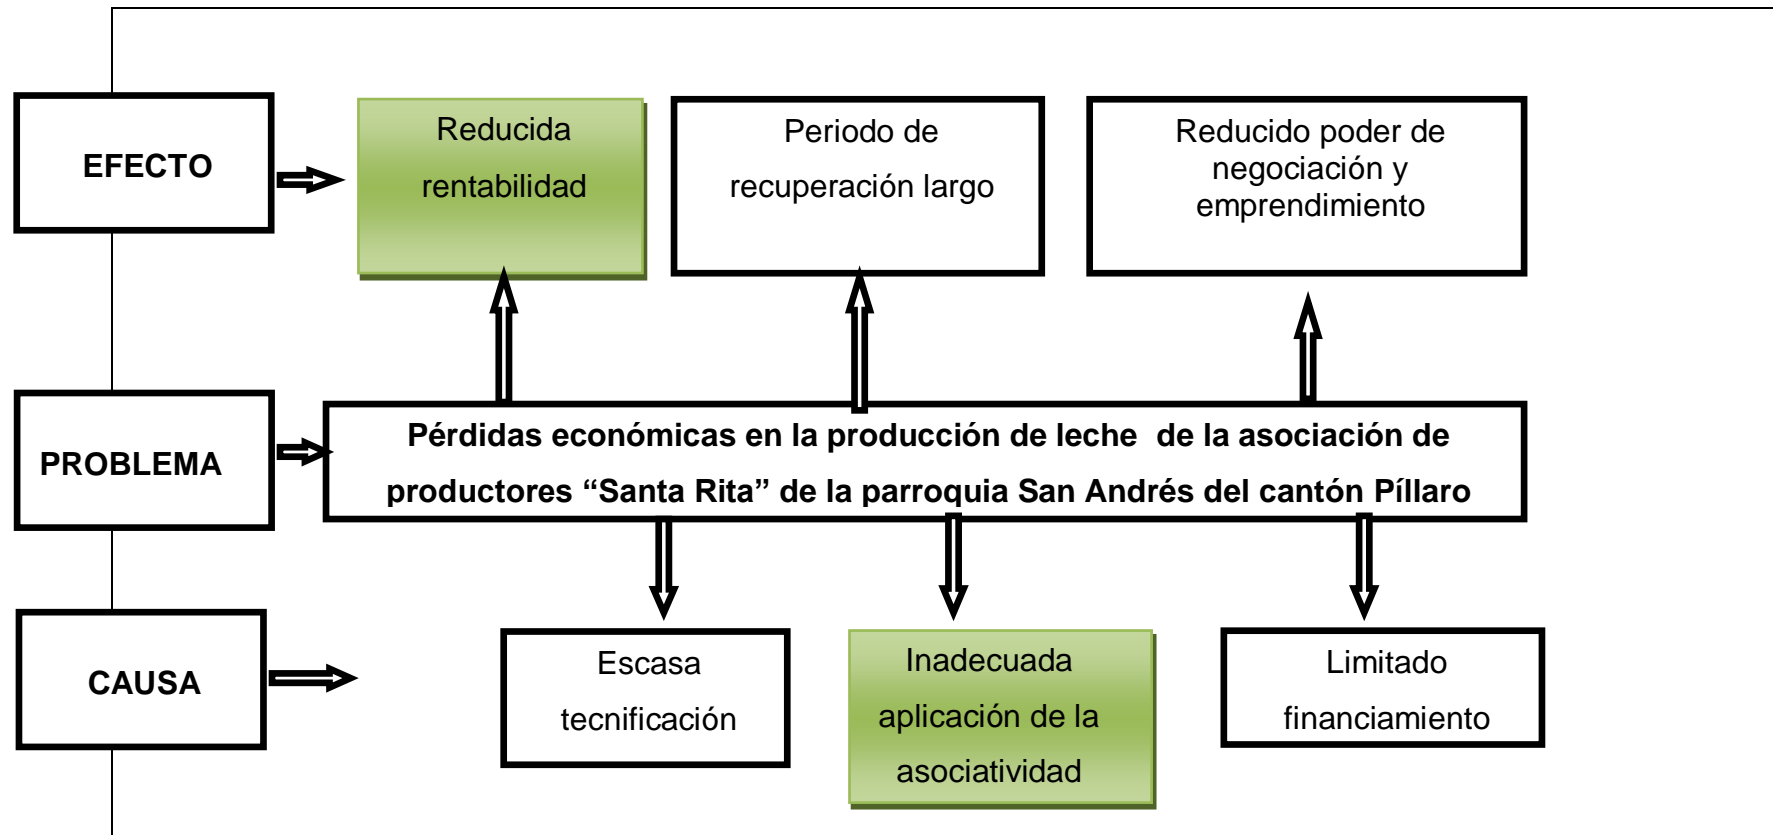 EFECTO
Reducida
rentabilidad
Periodo de
recuperación largo
Reducido poder de
negociación y
emprendimiento
PROBLEMA
Pérdidas económicas en la producción de leche  de la asociación de
productores “Santa Rita” de la parroquia San Andrés del cantón Píllaro
CAUSA
Escasa
tecnificación
Inadecuada
aplicación de la
asociatividad
Limitado
financiamiento